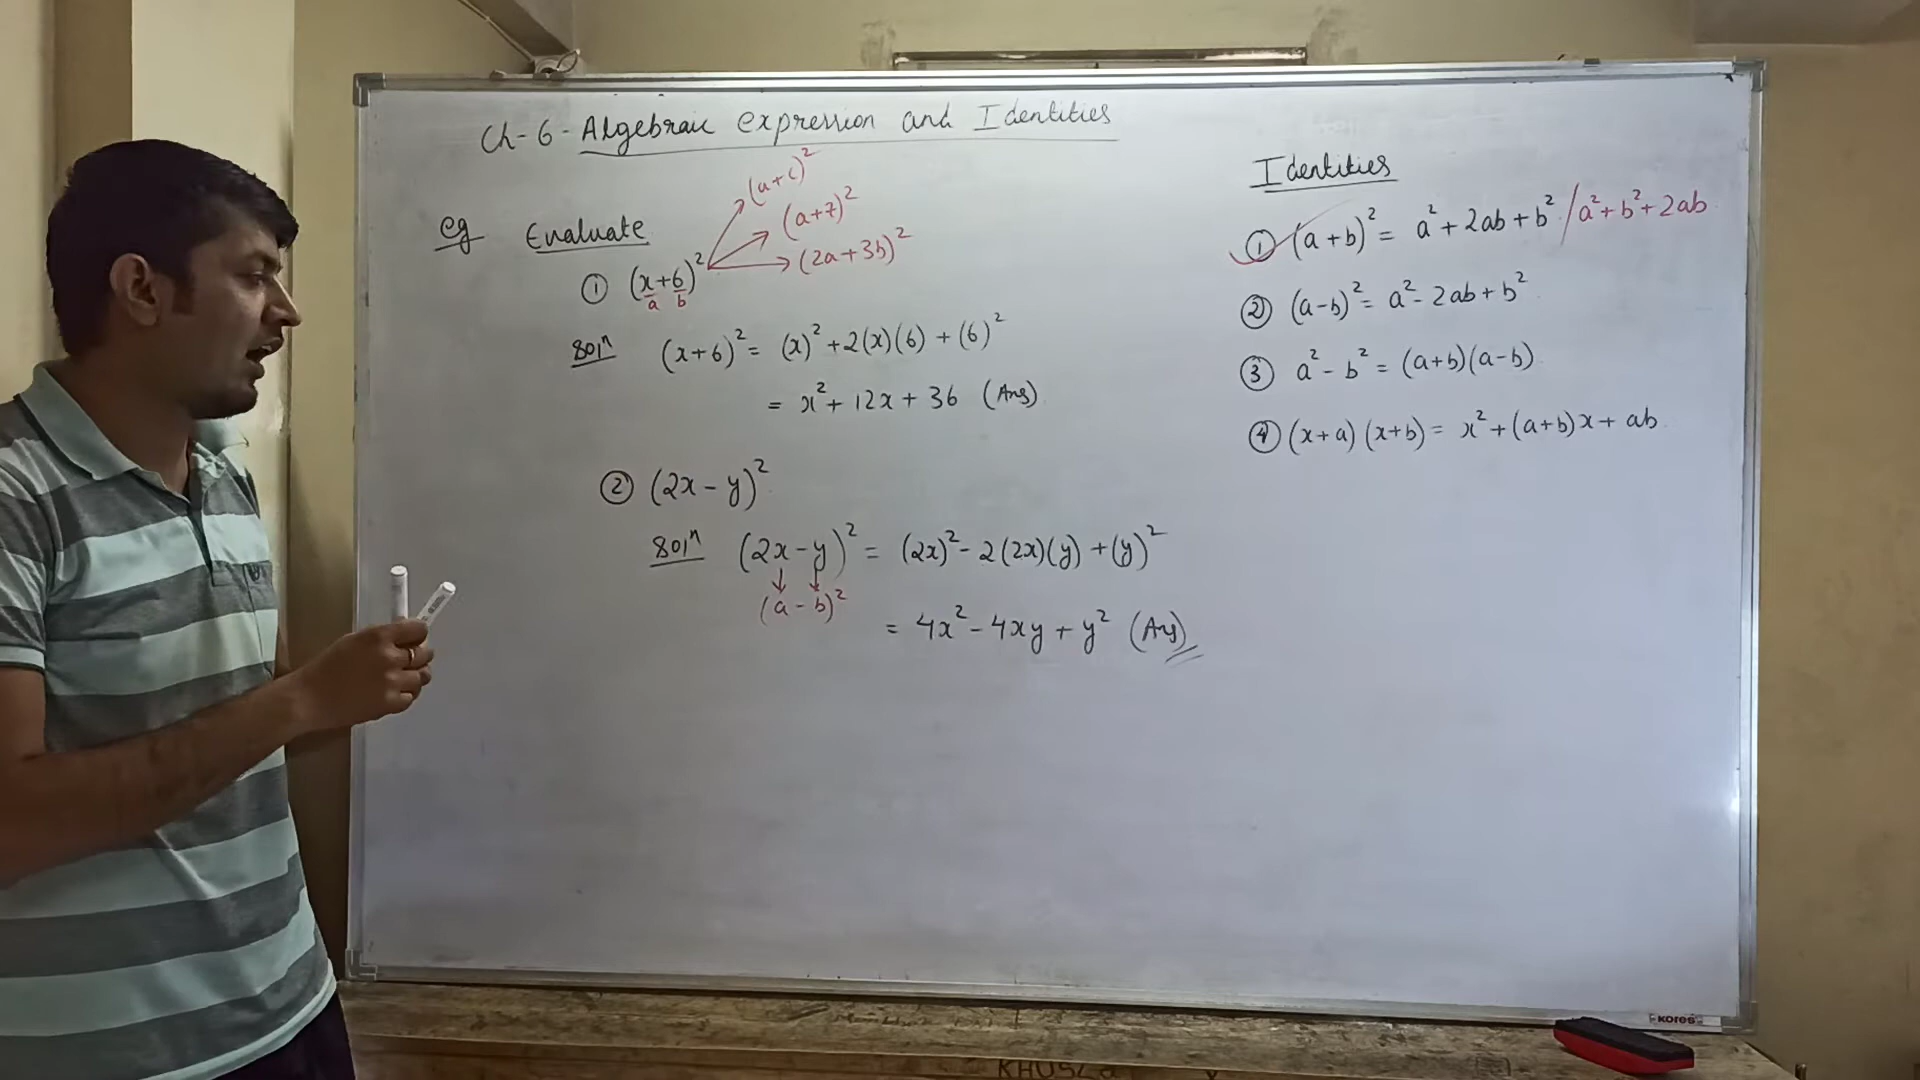 Ch-6- Algebraic expression and Identities
eg Evaluate
① (x+6)²
a b
(a+c)²
(a+7)²
(2a+3b)²
Solⁿ (x+6)² = (x)² + 2(x)(6) + (6)²
= x² + 12x + 36 (Ans)
② (2x - y)²
Solⁿ (2x - y)² = (2x)² - 2(2x)(y) + (y)²
(a - b)²
= 4x² - 4xy + y² (Ans)
Identities
① (a+b)² = a² + 2ab + b² / a² + b² + 2ab
② (a-b)² = a² - 2ab + b²
③ a² - b² = (a+b)(a-b)
④ (x+a)(x+b) = x² + (a+b)x + ab
KORES